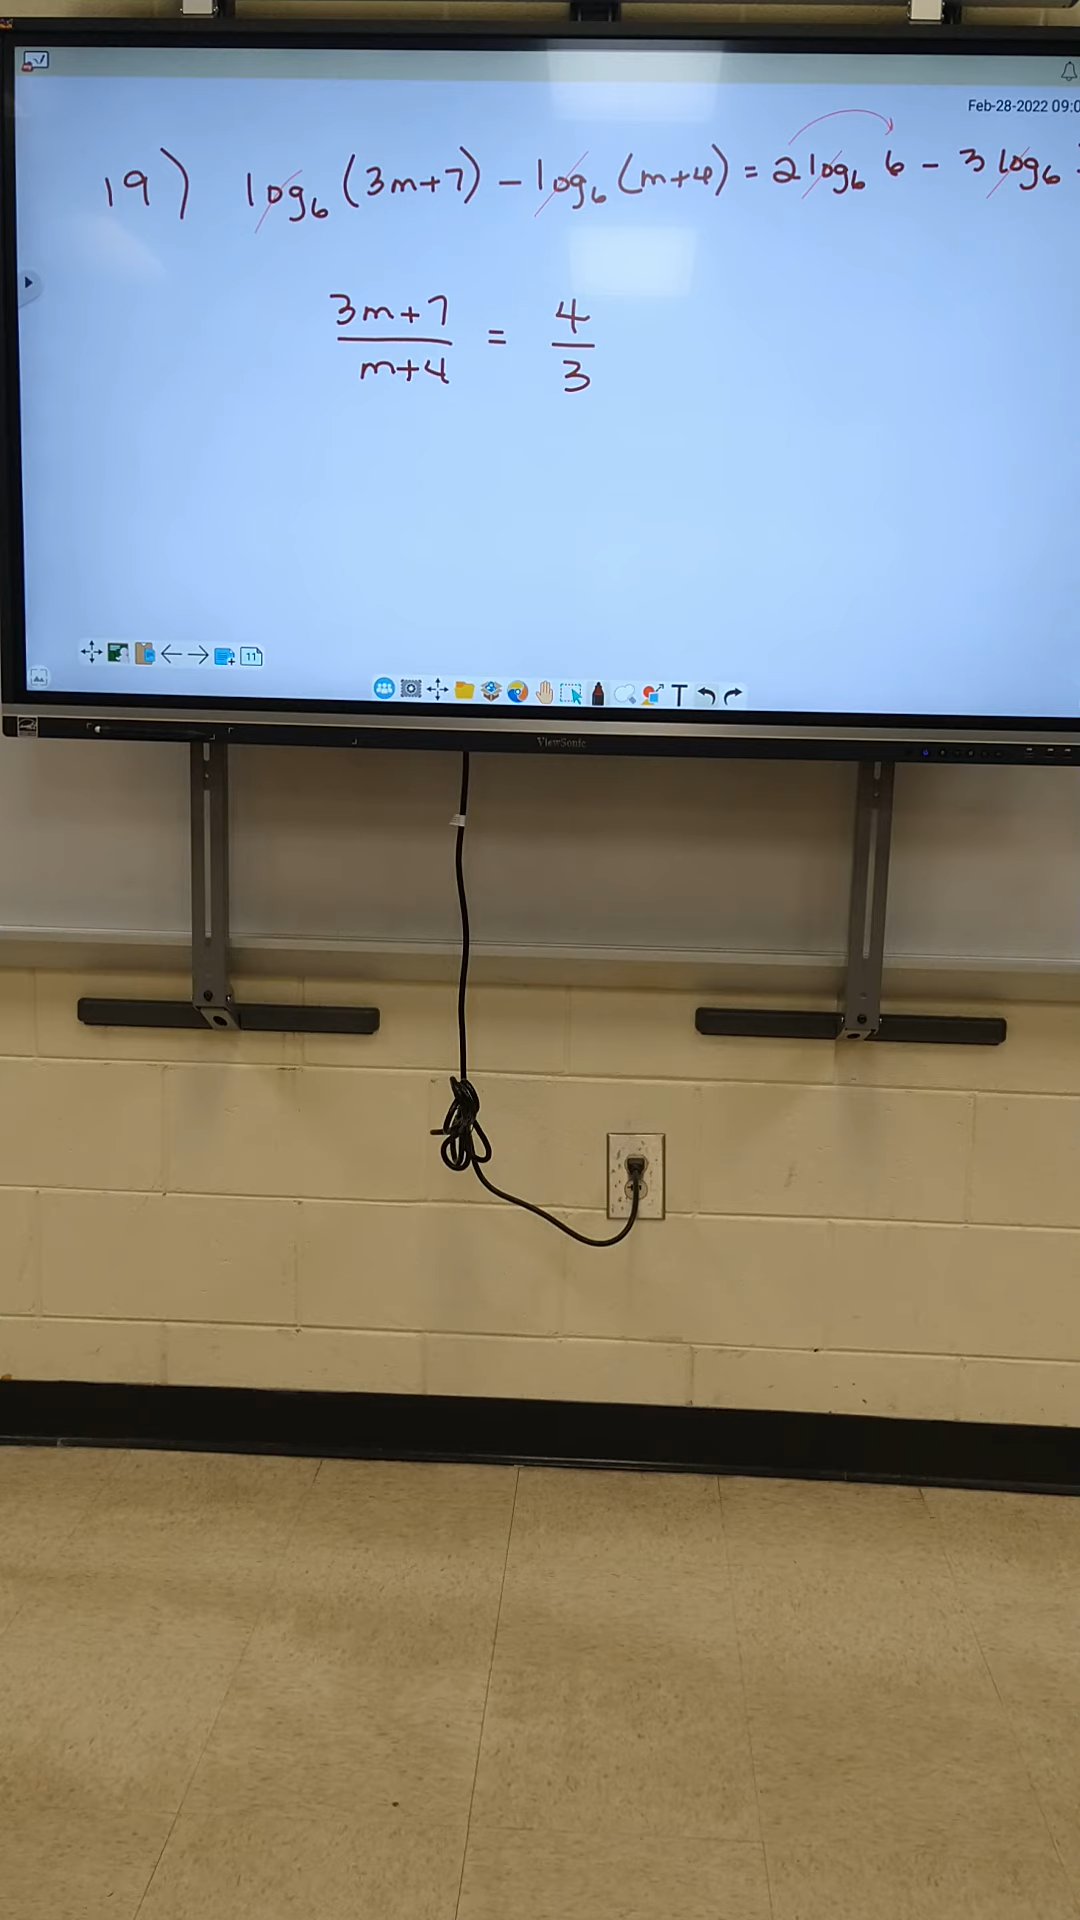 Feb-28-2022 09:0
19) log₆ (3m+7) - log₆ (m+4) = 2 log₆ 6 - 3 log₆
3m+7
m+4
=
4
3
11
T
ViewSonic